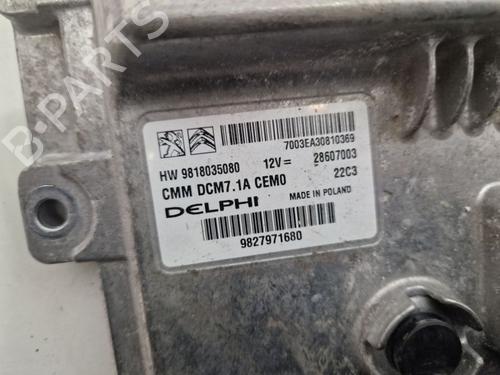 B-PARTS
7003EA30810369
HW 9818035080 12V= 28607003
CMM DCM7.1A CEM0 22C3
DELPHI MADE IN POLAND
9827971680